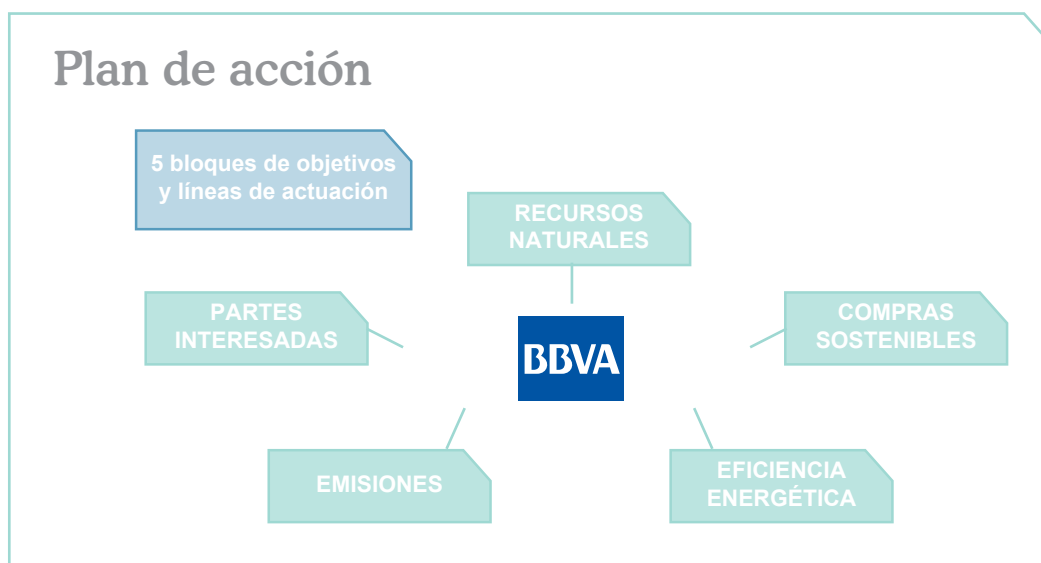 Plan de acción
5 bloques de objetivos
y líneas de actuación
RECURSOS
NATURALES
PARTES
INTERESADAS
COMPRAS
SOSTENIBLES
BBVA
EMISIONES
EFICIENCIA
ENERGÉTICA